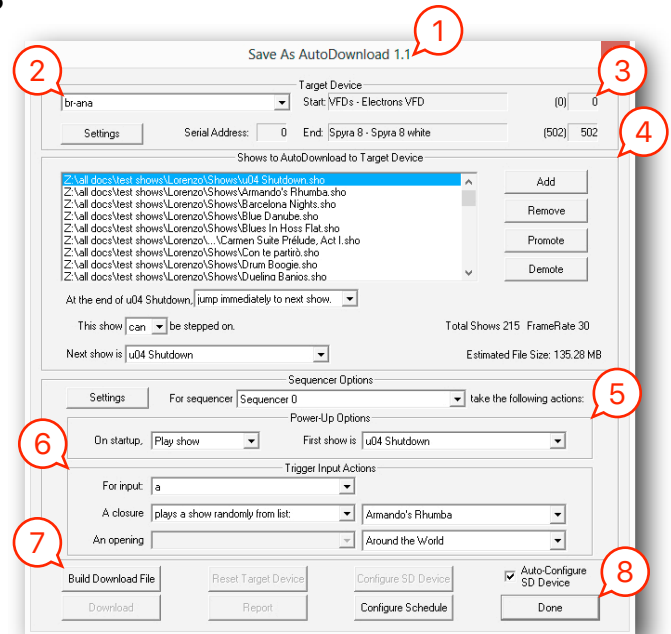 1
Save As AutoDownload 1.1
2
3
Target Device
br-ana
Start: VFDs - Electrons VFD
(0) 0
Settings
Serial Address: 0
End: Spyra 8 - Spyra 8 white
(502) 502
4
Shows to AutoDownload to Target Device
Z:\all docs\test shows\Lorenzo\Shows\u04 Shutdown.sho
Z:\all docs\test shows\Lorenzo\Shows\Armando's Rhumba.sho
Z:\all docs\test shows\Lorenzo\Shows\Barcelona Nights.sho
Z:\all docs\test shows\Lorenzo\Shows\Blue Danube.sho
Z:\all docs\test shows\Lorenzo\Shows\Blues In Hoss Flat.sho
Z:\all docs\test shows\Lorenzo\...\Carmen Suite Prélude, Act I.sho
Z:\all docs\test shows\Lorenzo\Shows\Con te partirò.sho
Z:\all docs\test shows\Lorenzo\Shows\Drum Boogie.sho
Z:\all docs\test shows\Lorenzo\Shows\Dueling Banjos.sho
Add
Remove
Promote
Demote
At the end of u04 Shutdown, jump immediately to next show.
This show can be stepped on.
Total Shows 215 FrameRate 30
Next show is u04 Shutdown
Estimated File Size: 135.28 MB
Sequencer Options
5
Settings
For sequencer Sequencer 0 take the following actions:
Power-Up Options
6
On startup, Play show
First show is u04 Shutdown
Trigger Input Actions
For input: a
A closure plays a show randomly from list: Armando's Rhumba
An opening Around the World
7
8
Build Download File
Reset Target Device
Configure SD Device
Auto-Configure
SD Device
Download
Report
Configure Schedule
Done